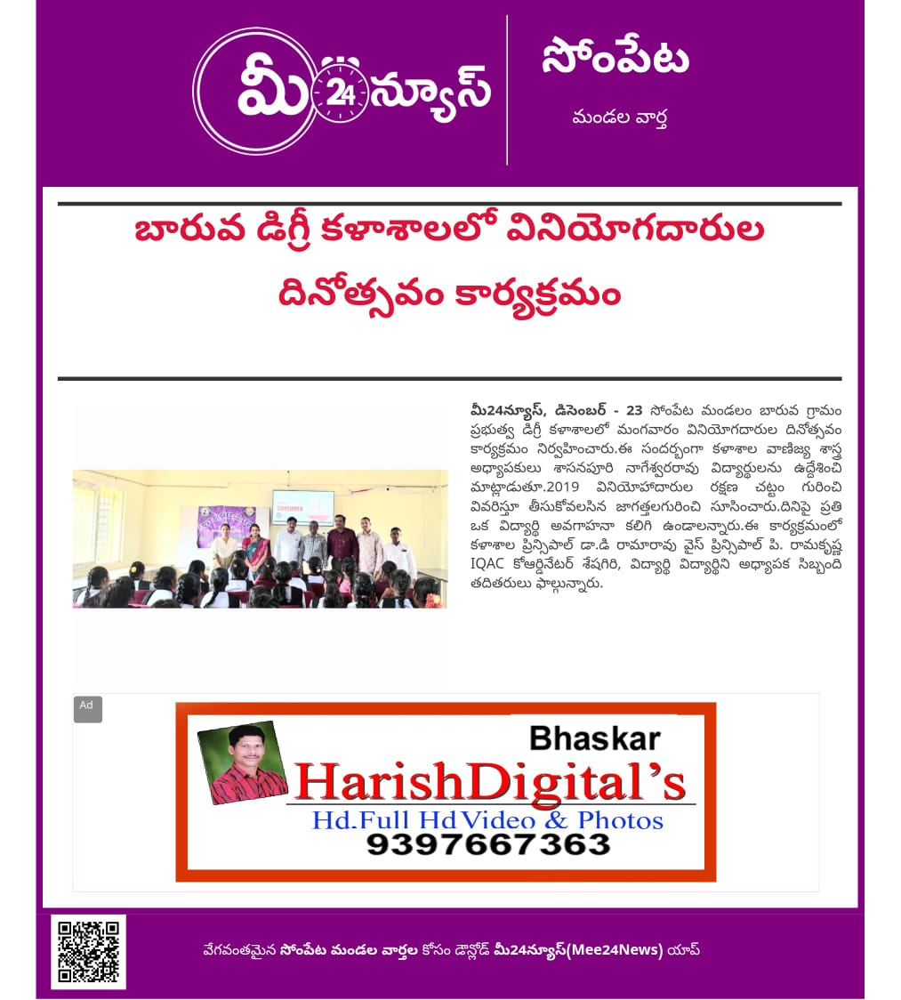 మీ 24 న్యూస్
సోంపేట
మండల వార్త
బారువ డిగ్రీ కళాశాలలో వినియోగదారుల
దినోత్సవం కార్యక్రమం
మీ24న్యూస్, డిసెంబర్ - 23 సోంపేట మండలం బారువ గ్రామం
ప్రభుత్వ డిగ్రీ కళాశాలలో మంగవారం వినియోగదారుల దినోత్సవం
కార్యక్రమం నిర్వహించారు.ఈ సందర్భంగా కళాశాల వాణిజ్య శాస్త్ర
అధ్యాపకులు శాసనపూరి నాగేశ్వరరావు విద్యార్థులను ఉద్దేశించి
మాట్లాడుతూ.2019 వినియోహాదారుల రక్షణ చట్టం గురించి
వివరిస్తూ తీసుకోవలసిన జాగత్తలగురించి సూసించారు.దినిపై ప్రతి
ఒక విద్యార్థి అవగాహనా కలిగి ఉండాలన్నారు.ఈ కార్యక్రమంలో
కళాశాల ప్రిన్సిపాల్ డా.డి రామారావు వైస్ ప్రిన్సిపాల్ పి. రామకృష్ణ
IQAC కోఆర్డినేటర్ శేషగిరి, విద్యార్థి విద్యార్థిని అధ్యాపక సిబ్బంది
తదితరులు ఫాల్గున్నారు.
CONSUMER
Ad
Bhaskar
HarishDigital's
Hd.Full Hd Video & Photos
9397667363
వేగవంతమైన సోంపేట మండల వార్తల కోసం డౌన్లోడ్ మీ24న్యూస్(Mee24News) యాప్